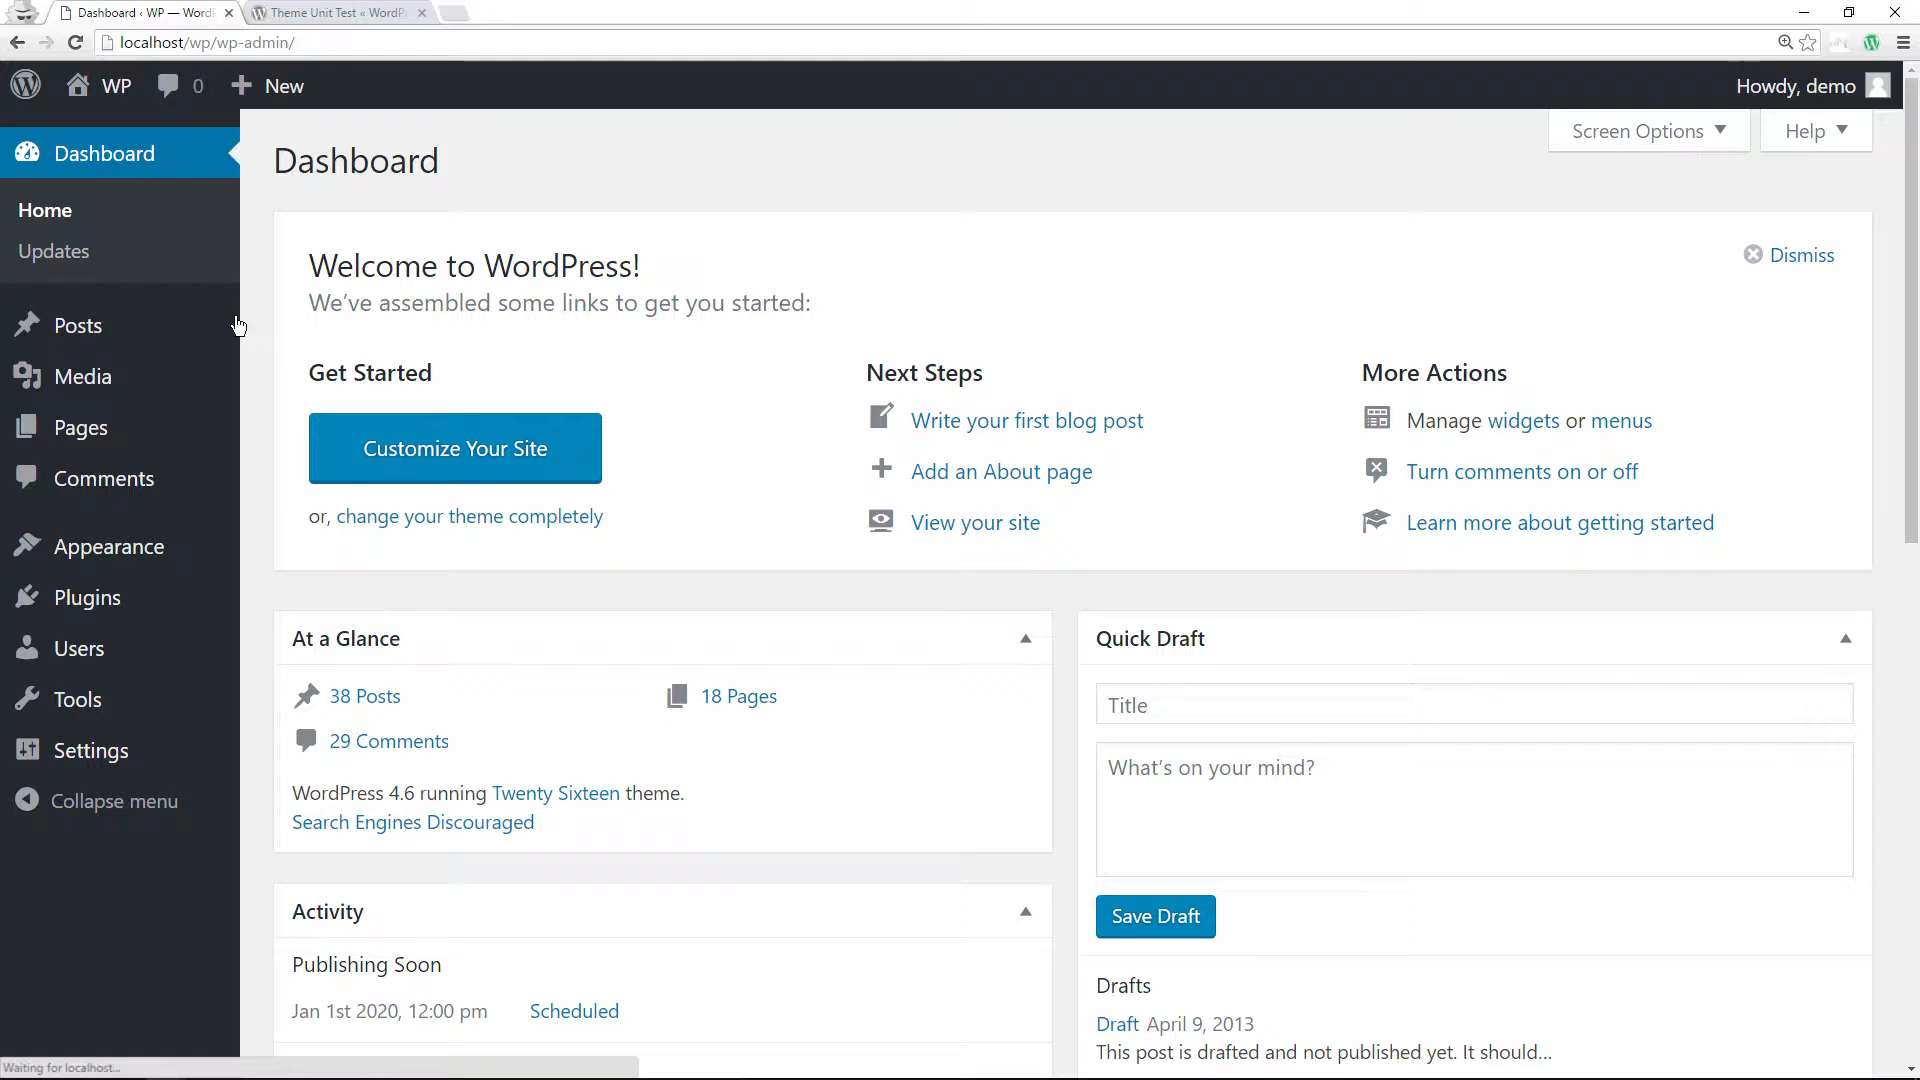 Dashboard ‹ WP — Word
Theme Unit Test « WordP
localhost/wp/wp-admin/
WP
0
New
Howdy, demo
Screen Options
Help
Dashboard
Home
Updates
Posts
Media
Pages
Comments
Appearance
Plugins
Users
Tools
Settings
Collapse menu
Dashboard
Welcome to WordPress!
We’ve assembled some links to get you started:
Dismiss
Get Started
Customize Your Site
or, change your theme completely
Next Steps
Write your first blog post
Add an About page
View your site
More Actions
Manage widgets or menus
Turn comments on or off
Learn more about getting started
At a Glance
38 Posts
18 Pages
29 Comments
WordPress 4.6 running Twenty Sixteen theme.
Search Engines Discouraged
Activity
Publishing Soon
Jan 1st 2020, 12:00 pm Scheduled
Quick Draft
Title
What’s on your mind?
Save Draft
Drafts
Draft April 9, 2013
This post is drafted and not published yet. It should…
Waiting for localhost...